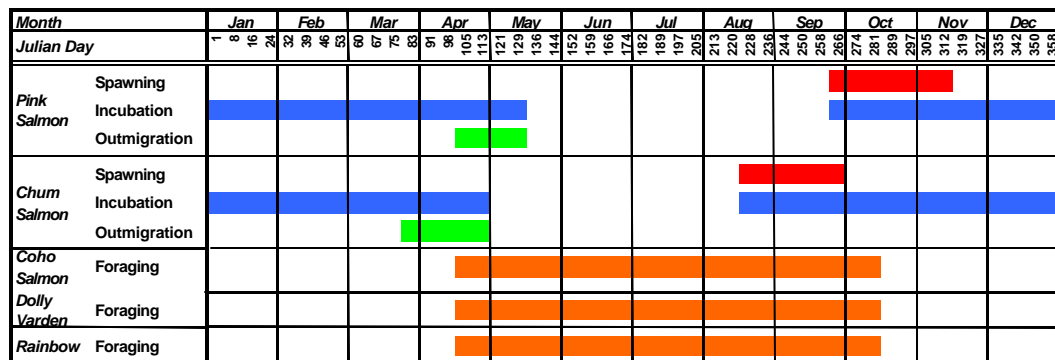 Month Jan Feb Mar Apr May Jun Jul Aug Sep Oct Nov Dec
Julian Day 1 8 16 24 32 39 46 53 60 67 75 83 91 98 105 113 121 129 136 144 152 159 166 174 182 189 197 205 213 220 228 236 244 250 258 266 274 281 289 297 305 312 319 327 335 342 350 358
Spawning
Pink
Salmon
Incubation
Outmigration
Spawning
Chum
Salmon
Incubation
Outmigration
Coho
Salmon
Foraging
Dolly
Varden
Foraging
Rainbow Foraging